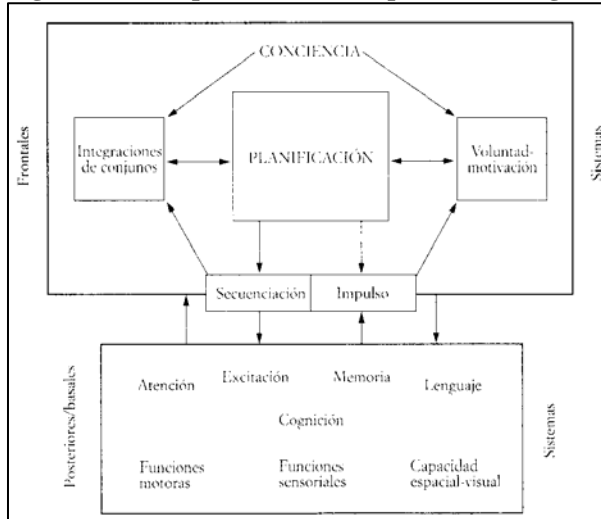 CONCIENCIA
Frontales
Integraciones
de conjunos
PLANIFICACIÓN
Voluntad-
motivación
Sistemas
Secuenciación
Impulso
Posteriores/basales
Atención
Excitación
Memoria
Lenguaje
Cognición
Funciones
motoras
Funciones
sensoriales
Capacidad
espacial-visual
Sistemas